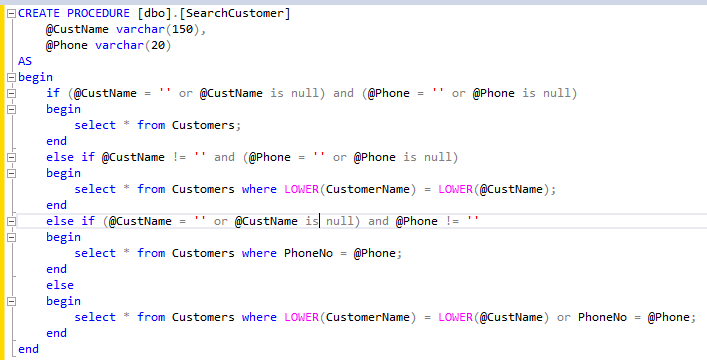 CREATE PROCEDURE [dbo].[SearchCustomer]
    @CustName varchar(150),
    @Phone varchar(20)
AS
begin
    if (@CustName = '' or @CustName is null) and (@Phone = '' or @Phone is null)
    begin
        select * from Customers;
    end
    else if @CustName != '' and (@Phone = '' or @Phone is null)
    begin
        select * from Customers where LOWER(CustomerName) = LOWER(@CustName);
    end
    else if (@CustName = '' or @CustName is null) and @Phone != ''
    begin
        select * from Customers where PhoneNo = @Phone;
    end
    else
    begin
        select * from Customers where LOWER(CustomerName) = LOWER(@CustName) or PhoneNo = @Phone;
    end
end